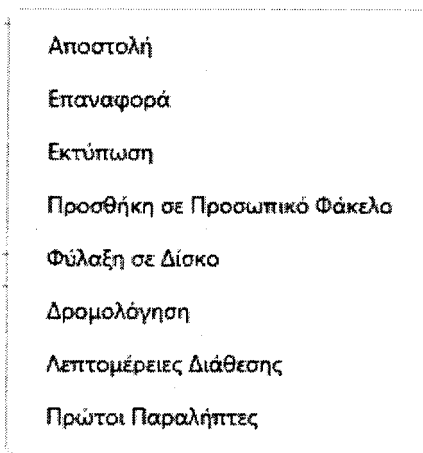 Αποστολή
Επαναφορά
Εκτύπωση
Προσθήκη σε Προσωπικό Φάκελο
Φύλαξη σε Δίσκο
Δρομολόγηση
Λεπτομέρειες Διάθεσης
Πρώτοι Παραλήπτες